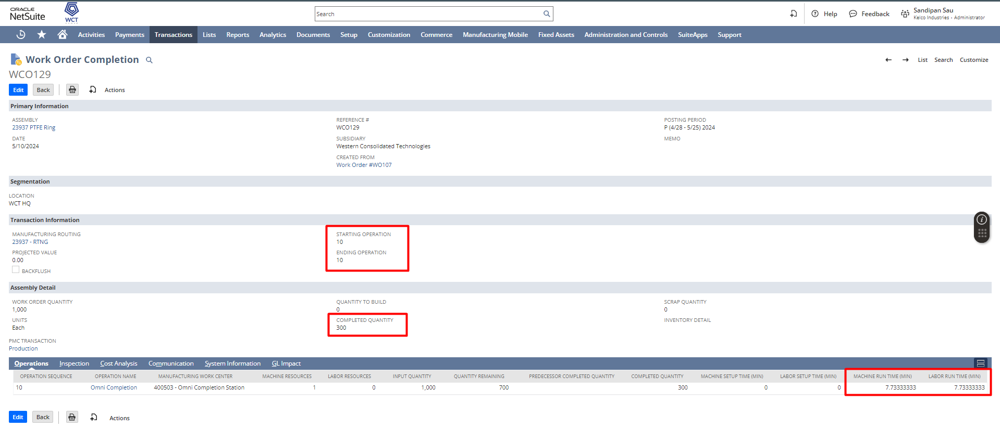 ORACLE
NetSuite
WCT
Search
Help
Feedback
Sandipan Sau
Kelco Industries - Administrator
Activities Payments Transactions Lists Reports Analytics Documents Setup Customization Commerce Manufacturing Mobile Fixed Assets Administration and Controls SuiteApps Support
Work Order Completion
List Search Customize
WCO129
Edit Back Actions
Primary Information
ASSEMBLY
23937 PTFE Ring
DATE
5/10/2024
REFERENCE #
WCO129
SUBSIDIARY
Western Consolidated Technologies
CREATED FROM
Work Order #WO107
POSTING PERIOD
P (4/28 - 5/25) 2024
MEMO
Segmentation
LOCATION
WCT HQ
Transaction Information
MANUFACTURING ROUTING
23937 - RTNG
PROJECTED VALUE
0.00
BACKFLUSH
STARTING OPERATION
10
ENDING OPERATION
10
Assembly Detail
WORK ORDER QUANTITY
1,000
UNITS
Each
PMC TRANSACTION
Production
QUANTITY TO BUILD
0
COMPLETED QUANTITY
300
SCRAP QUANTITY
0
INVENTORY DETAIL
Operations Inspection Cost Analysis Communication System Information GL Impact
OPERATION SEQUENCE OPERATION NAME MANUFACTURING WORK CENTER MACHINE RESOURCES LABOR RESOURCES INPUT QUANTITY QUANTITY REMAINING PREDECESSOR COMPLETED QUANTITY COMPLETED QUANTITY MACHINE SETUP TIME (MIN) LABOR SETUP TIME (MIN) MACHINE RUN TIME (MIN) LABOR RUN TIME (MIN)
10 Omni Completion 400503 - Omni Completion Station 1 0 1,000 700 300 0 0 7.73333333 7.73333333
Edit Back Actions